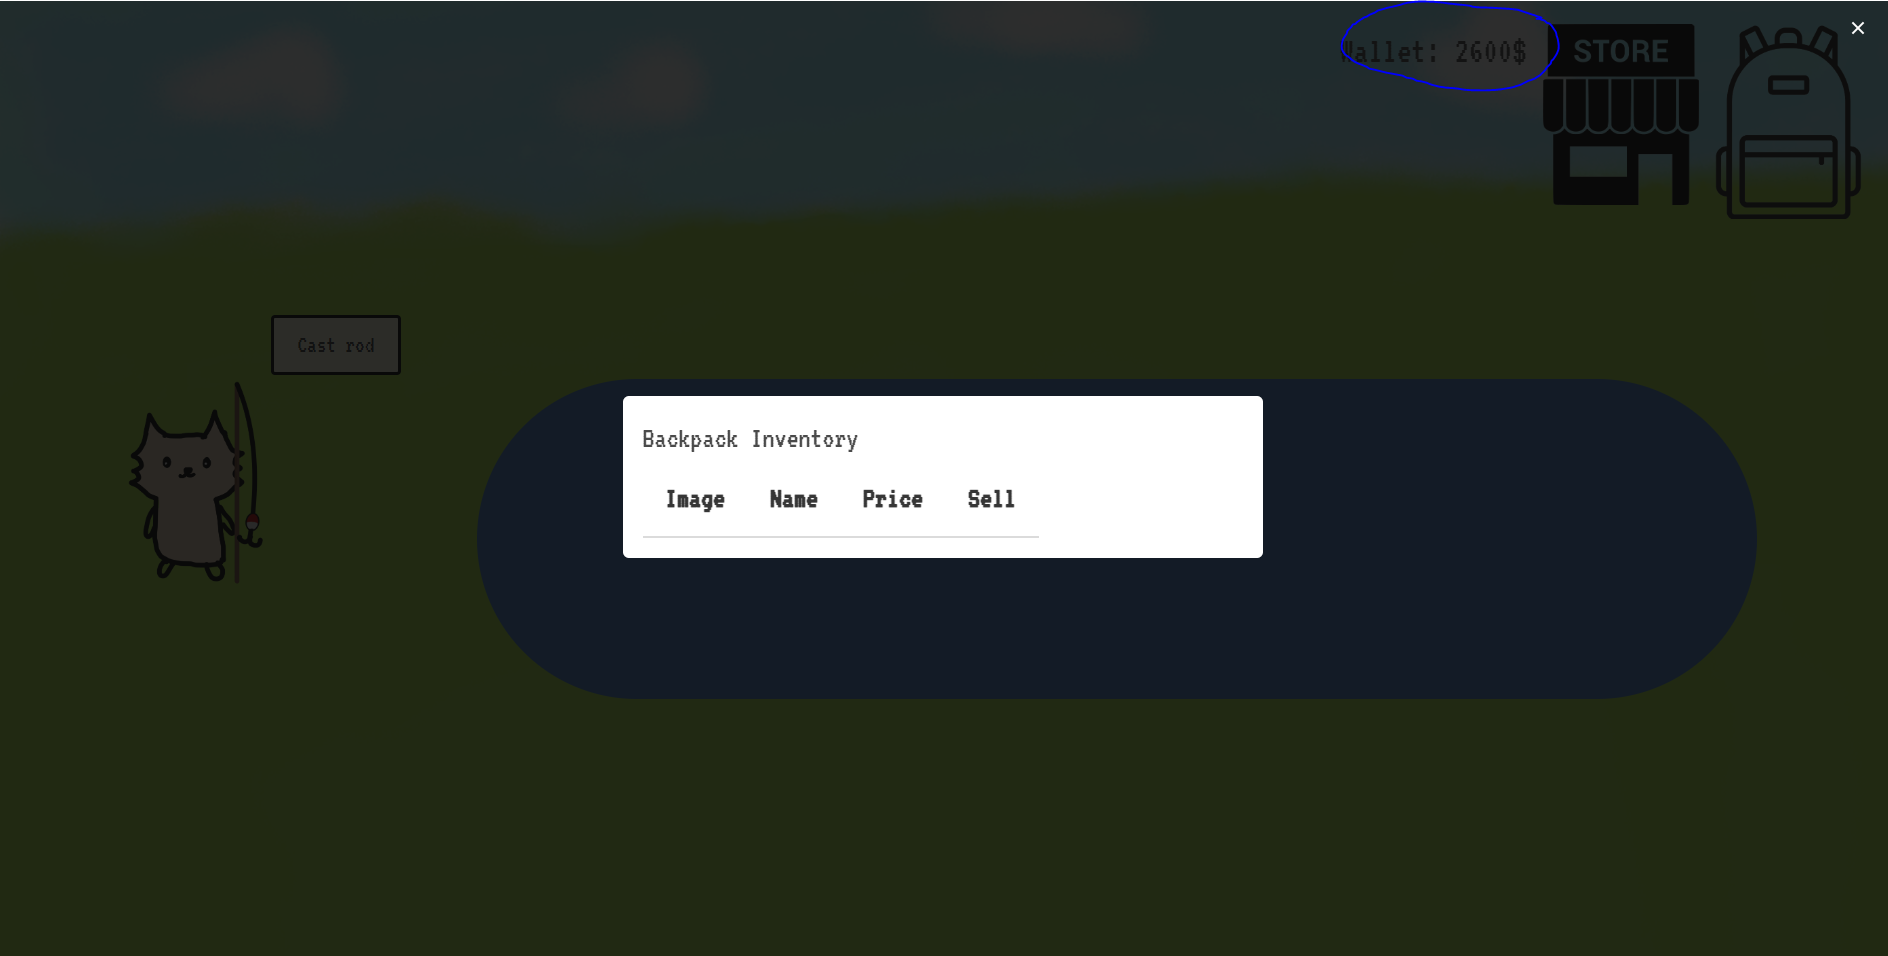 Wallet: 2600$
STORE
Cast rod
Backpack Inventory
Image Name Price Sell